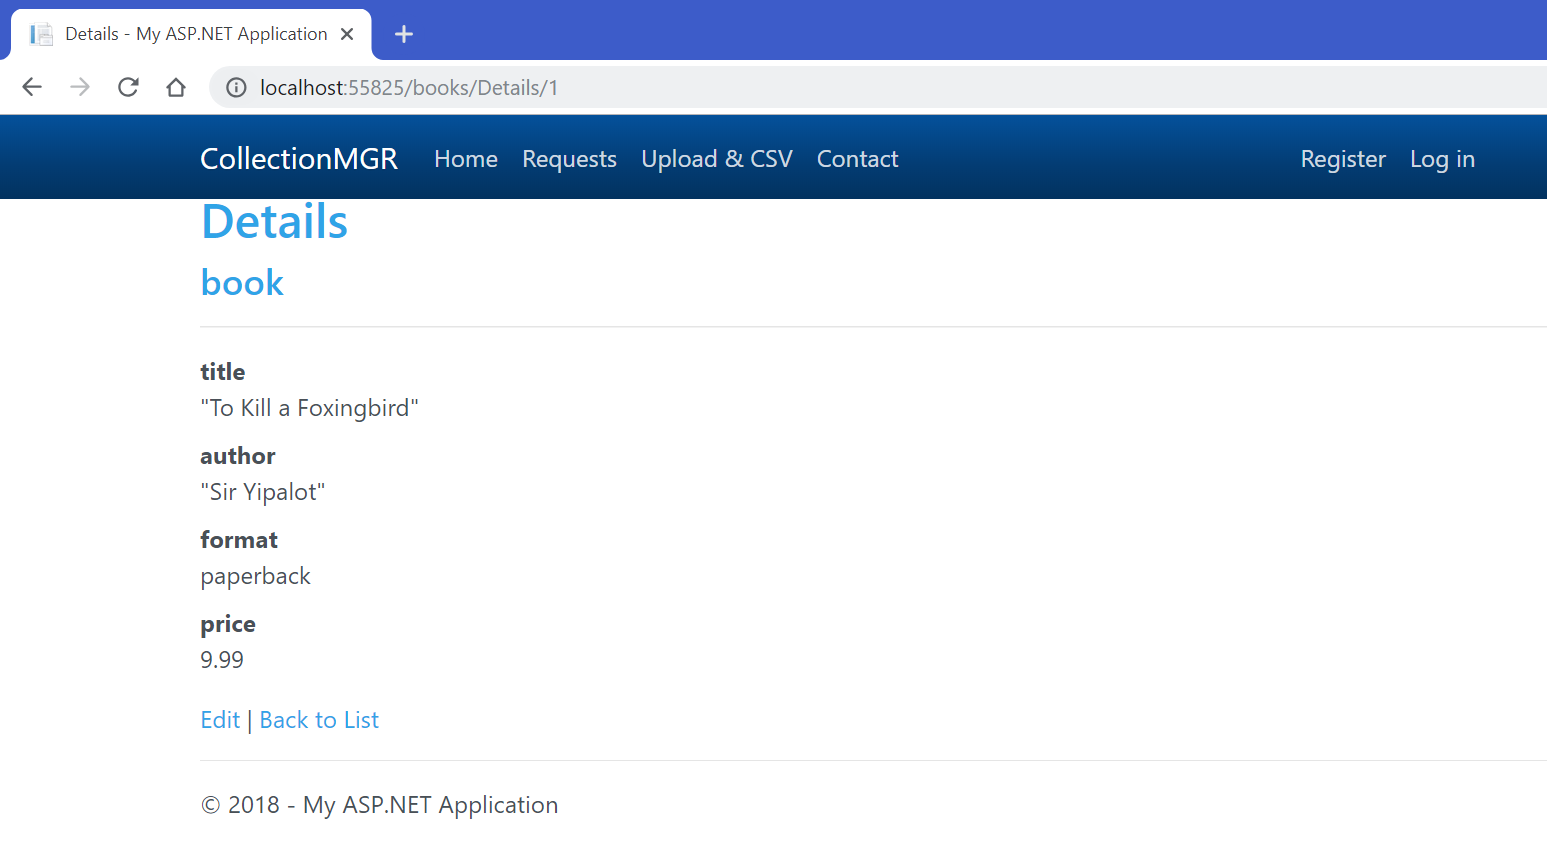 Details - My ASP.NET Application
localhost:55825/books/Details/1
CollectionMGR Home Requests Upload & CSV Contact Register Log in
Details
book
title
"To Kill a Foxingbird"
author
"Sir Yipalot"
format
paperback
price
9.99
Edit | Back to List
© 2018 - My ASP.NET Application